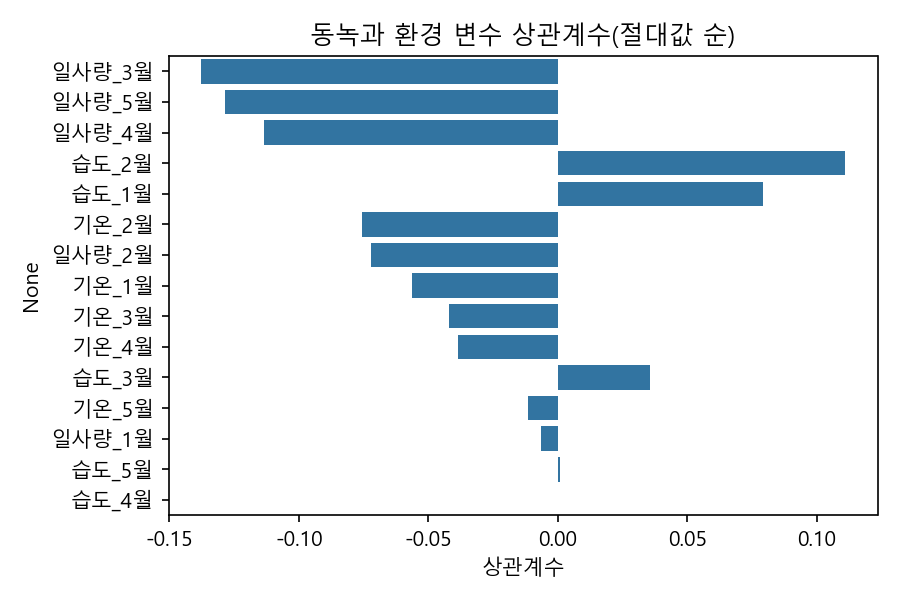 동녹과 환경 변수 상관계수(절대값 순)
일사량_3월
일사량_5월
일사량_4월
습도_2월
습도_1월
기온_2월
일사량_2월
기온_1월
기온_3월
기온_4월
습도_3월
기온_5월
일사량_1월
습도_5월
습도_4월
None
-0.15 -0.10 -0.05 0.00 0.05 0.10
상관계수